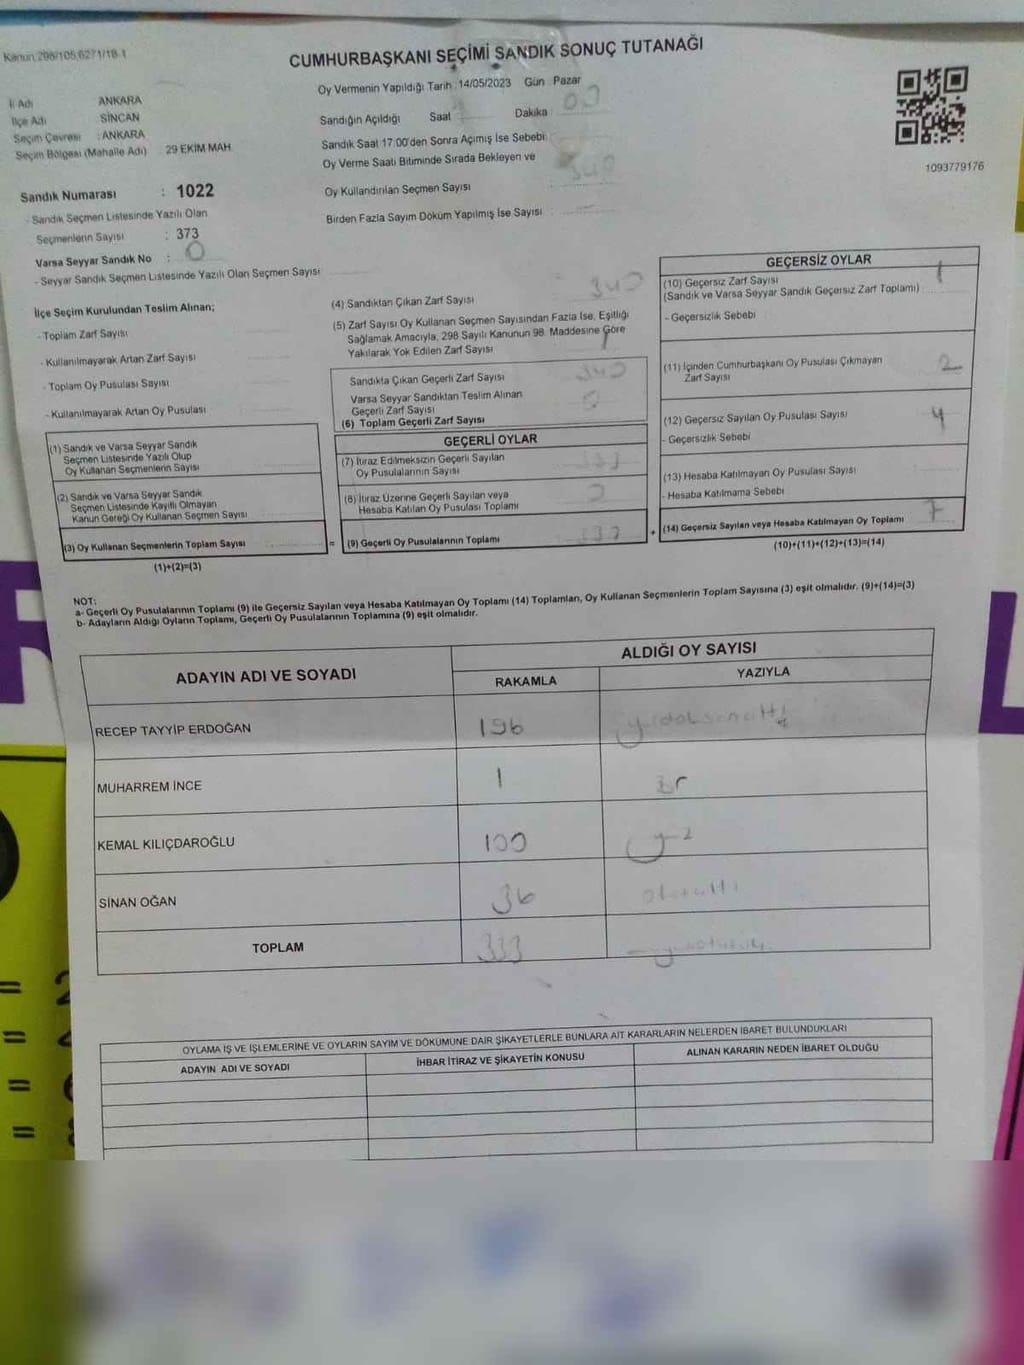 Kanun 298/105,6271/18-1
CUMHURBAŞKANI SEÇİMİ SANDIK SONUÇ TUTANAĞI
İl Adı ANKARA
İlçe Adı SİNCAN
Seçim Çevresi : ANKARA
Seçim Bölgesi (Mahalle Adı) 29 EKİM MAH.
Oy Vermenin Yapıldığı Tarih : 14/05/2023 Gün : Pazar
Sandığın Açıldığı Saat Dakika
Sandık Saat 17:00'den Sonra Açımış İse Sebebi
Oy Verme Saati Bitiminde Sırada Bekleyen ve
Oy Kullandırılan Seçmen Sayısı :
Birden Fazla Sayım Döküm Yapılmış İse Sayısı :
1093779176
Sandık Numarası : 1022
- Sandık Seçmen Listesinde Yazılı Olan
Seçmenlerin Sayısı : 373
Varsa Seyyar Sandık No : 0
- Seyyar Sandık Seçmen Listesinde Yazılı Olan Seçmen Sayısı
İlçe Seçim Kurulundan Teslim Alınan;
- Toplam Zarf Sayısı
- Kullanılmayarak Artan Zarf Sayısı
- Toplam Oy Pusulası Sayısı
- Kullanılmayarak Artan Oy Pusulası
(1) Sandık ve Varsa Seyyar Sandık
Seçmen Listesinde Yazılı Olup
Oy Kullanan Seçmenlerin Sayısı
(2) Sandık ve Varsa Seyyar Sandık
Seçmen Listesinde Kayıtlı Olmayan
Kanun Gereği Oy Kullanan Seçmen Sayısı
(3) Oy Kullanan Seçmenlerin Toplam Sayısı
(1)+(2)=(3)
(4) Sandıktan Çıkan Zarf Sayısı 340
(5) Zarf Sayısı Oy Kullanan Seçmen Sayısından Fazla İse, Eşitliği
Sağlamak Amacıyla, 298 Sayılı Kanunun 98. Maddesine Göre
Yakılarak Yok Edilen Zarf Sayısı
Sandıkta Çıkan Geçerli Zarf Sayısı 340
Varsa Seyyar Sandıktan Teslim Alınan
Geçerli Zarf Sayısı
(6) Toplam Geçerli Zarf Sayısı
GEÇERLİ OYLAR
(7) İtiraz Edilmeksizin Geçerli Sayılan
Oy Pusulalarının Sayısı 333
(8) İtiraz Üzerine Geçerli Sayılan veya
Hesaba Katılan Oy Pusulası Toplamı
= (9) Geçerli Oy Pusulalarının Toplamı 333 +
GEÇERSİZ OYLAR
(10) Geçersiz Zarf Sayısı 1
(Sandık ve Varsa Seyyar Sandık Geçersiz Zarf Toplamı)
- Geçersizlik Sebebi
(11) İçinden Cumhurbaşkanı Oy Pusulası Çıkmayan 2
Zarf Sayısı
(12) Geçersiz Sayılan Oy Pusulası Sayısı 4
- Geçersizlik Sebebi
(13) Hesaba Katılmayan Oy Pusulası Sayısı
- Hesaba Katılmama Sebebi
(14) Geçersiz Sayılan veya Hesaba Katılmayan Oy Toplamı 7
(10)+(11)+(12)+(13)=(14)
NOT:
a- Geçerli Oy Pusulalarının Toplamı (9) ile Geçersiz Sayılan veya Hesaba Katılmayan Oy Toplamı (14) Toplamları, Oy Kullanan Seçmenlerin Toplam Sayısına (3) eşit olmalıdır. (9)+(14)=(3)
b- Adayların Aldığı Oyların Toplamı, Geçerli Oy Pusulalarının Toplamına (9) eşit olmalıdır.
ADAYIN ADI VE SOYADI ALDIĞI OY SAYISI
RAKAMLA YAZIYLA
RECEP TAYYİP ERDOĞAN 196 yüzdoksanaltı
MUHARREM İNCE 1 Bir
KEMAL KILIÇDAROĞLU 100 yüz
SİNAN OĞAN 36 otuzaltı
TOPLAM 333
OYLAMA İŞ VE İŞLEMLERİNE VE OYLARIN SAYIM VE DÖKÜMÜNE DAİR ŞİKAYETLERLE BUNLARA AİT KARARLARIN NELERDEN İBARET BULUNDUKLARI
ADAYIN ADI VE SOYADI İHBAR İTİRAZ VE ŞİKAYETİN KONUSU ALINAN KARARIN NEDEN İBARET OLDUĞU